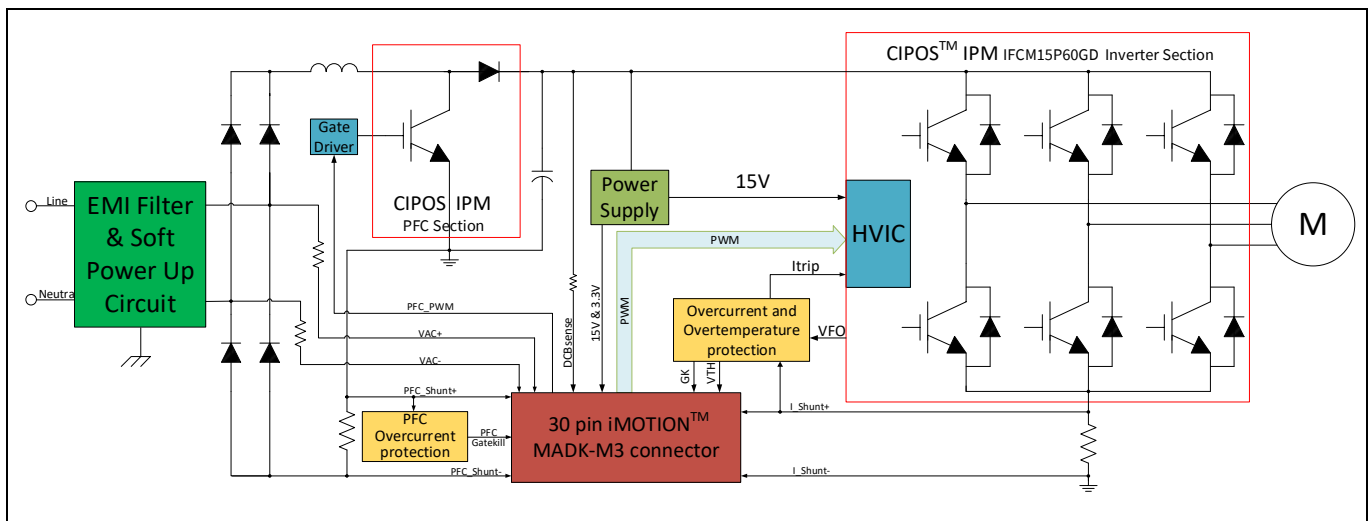 CIPOS™ IPM IFCM15P60GD Inverter Section
Gate
Driver
CIPOS IPM
PFC Section
Line
EMI Filter
& Soft
Power Up
Circuit
Neutra
Power
Supply
15V
HVIC
PWM
Itrip
M
PFC_PWM
VAC+
VAC-
DCBsense
15V & 3.3V
PWM
Overcurrent and
Overtemperature
protection
VFO
GK
VTH
PFC_Shunt+
PFC
Overcurrent
protection
PFC
Gatekill
PFC_Shunt-
30 pin iMOTION™
MADK-M3 connector
I_Shunt+
I_Shunt-